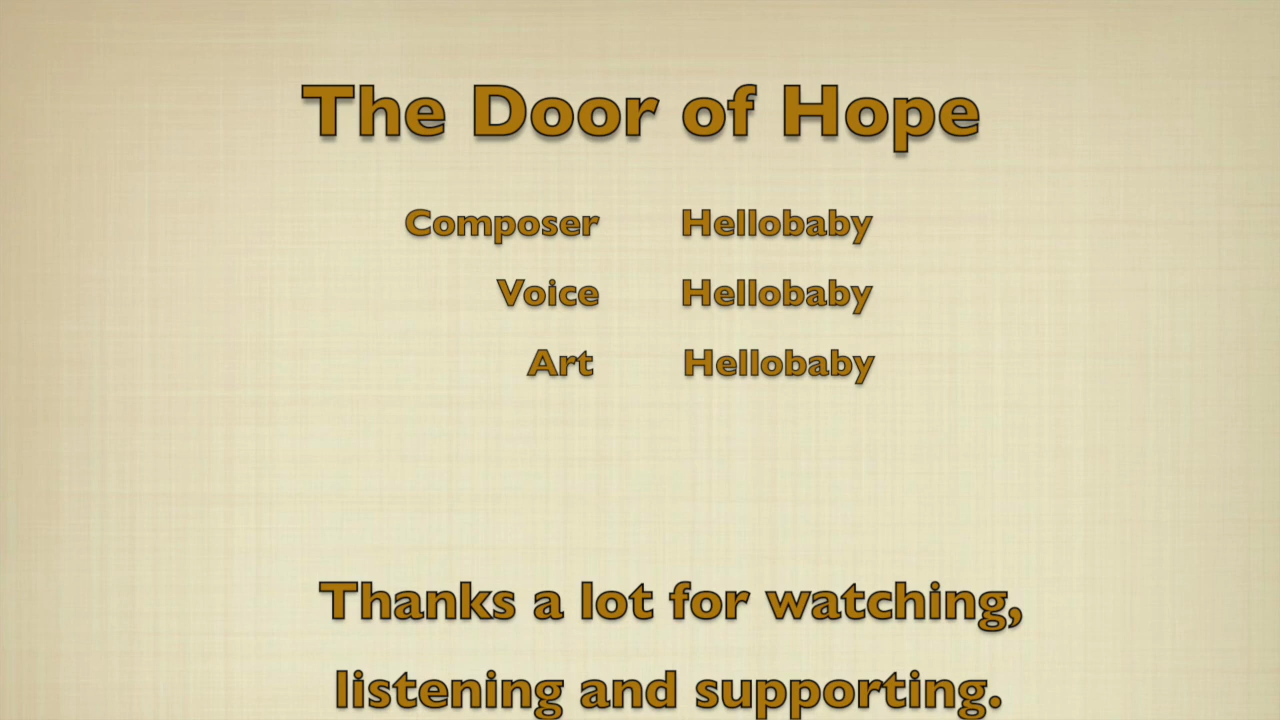 The Door of Hope
Composer Hellobaby
Voice Hellobaby
Art Hellobaby
Thanks a lot for watching,
listening and supporting.